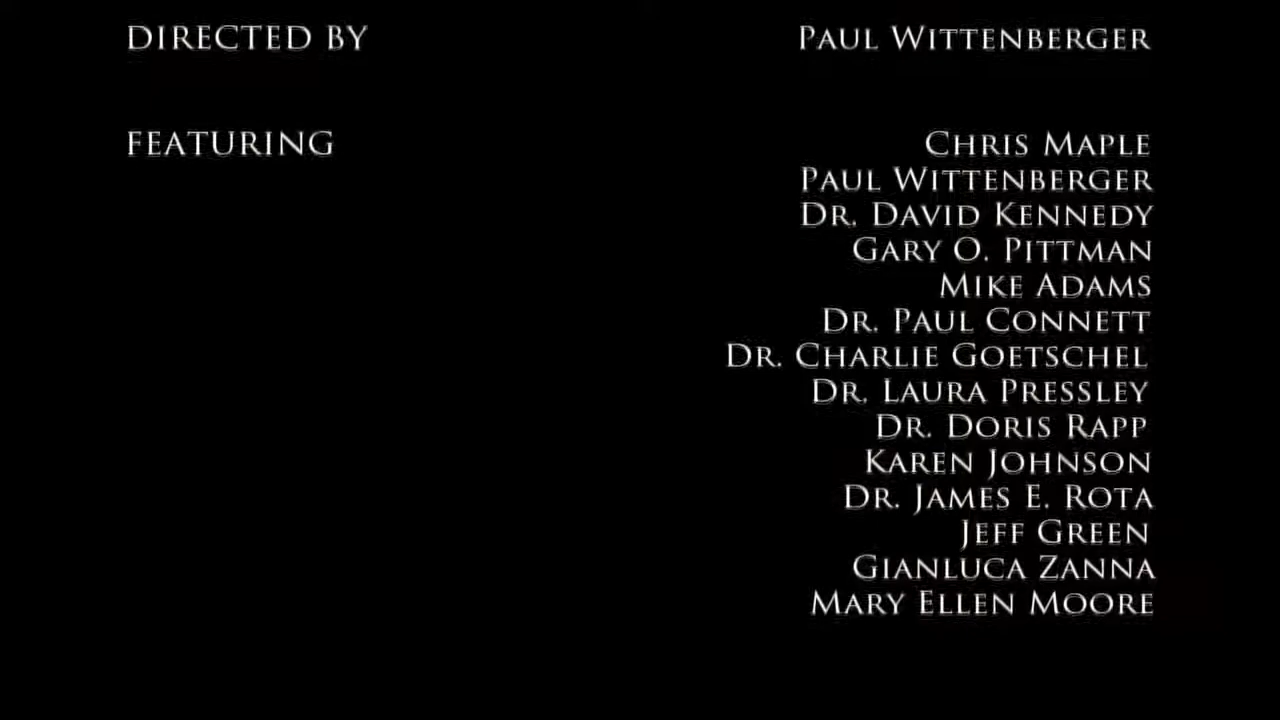 DIRECTED BY PAUL WITTENBERGER
FEATURING CHRIS MAPLE
PAUL WITTENBERGER
DR. DAVID KENNEDY
GARY O. PITTMAN
MIKE ADAMS
DR. PAUL CONNETT
DR. CHARLIE GOETSCHEL
DR. LAURA PRESSLEY
DR. DORIS RAPP
KAREN JOHNSON
DR. JAMES E. ROTA
JEFF GREEN
GIANLUCA ZANNA
MARY ELLEN MOORE